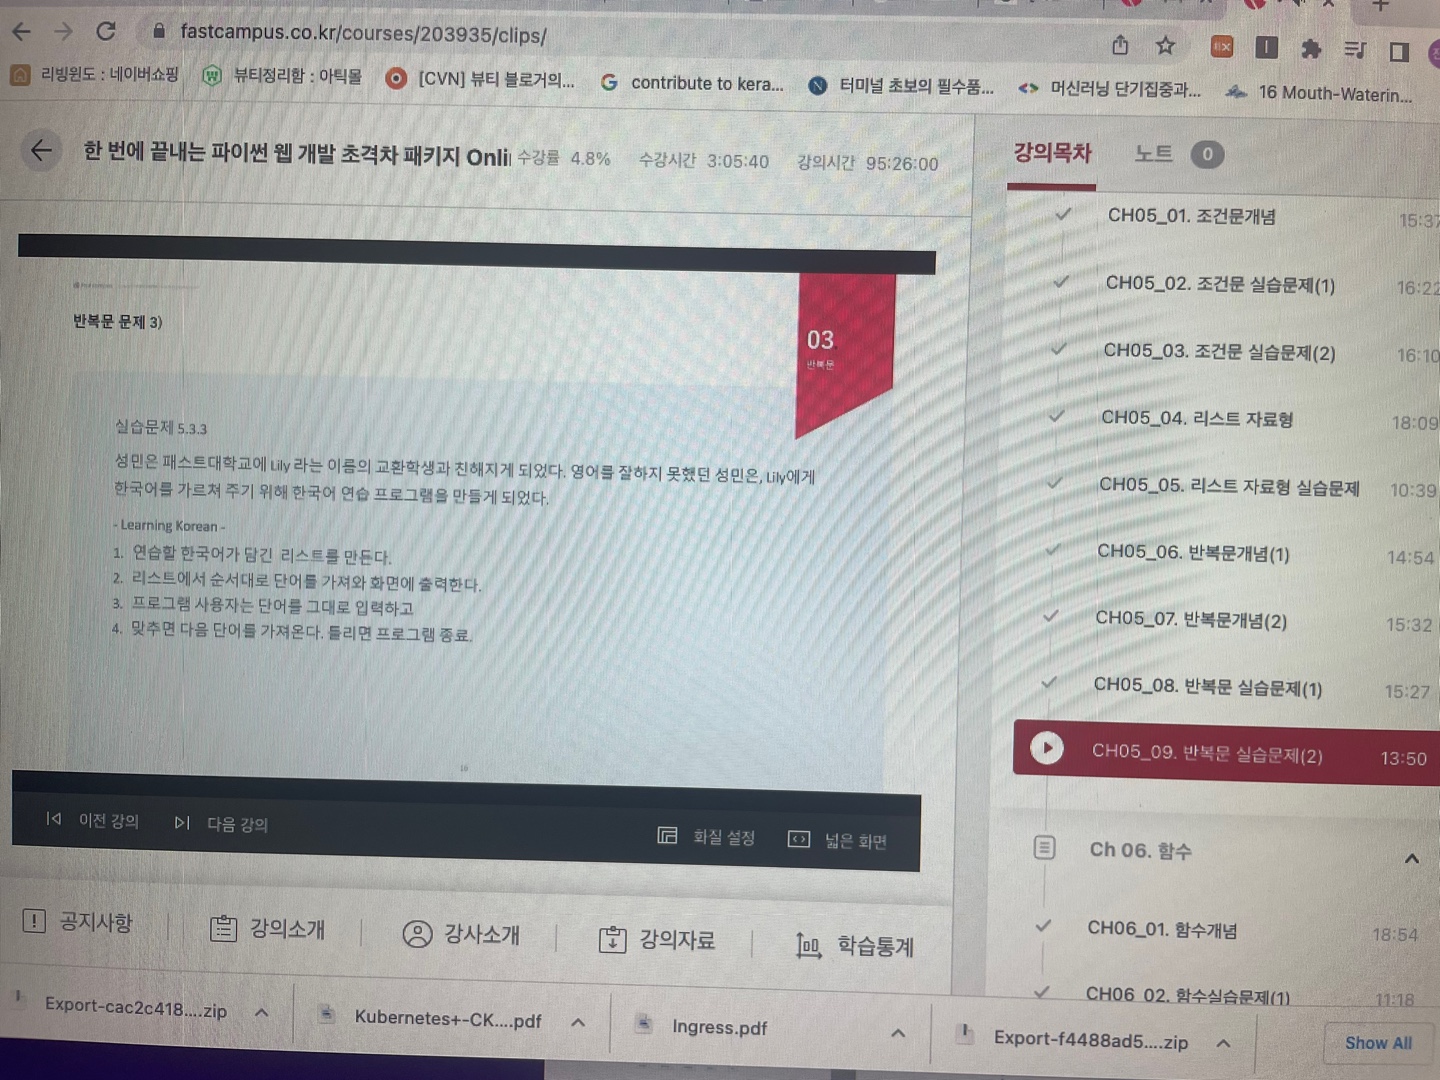 fastcampus.co.kr/courses/203935/clips/
리빙윈도 : 네이버쇼핑
뷰티정리함 : 아틱몰
[CVN] 뷰티 블로거의...
contribute to kera...
터미널 초보의 필수품...
머신러닝 단기집중과...
16 Mouth-Waterin...
한 번에 끝내는 파이썬 웹 개발 초격차 패키지 Onli
수강률 4.8%
수강시간 3:05:40
강의시간 95:26:00
반복문 문제 3)
03
반복문
실습문제 5.3.3
성민은 패스트대학교에 Lily 라는 이름의 교환학생과 친해지게 되었다. 영어를 잘하지 못했던 성민은, Lily에게
한국어를 가르쳐 주기 위해 한국어 연습 프로그램을 만들게 되었다.
- Learning Korean -
1. 연습할 한국어가 담긴 리스트를 만든다.
2. 리스트에서 순서대로 단어를 가져와 화면에 출력한다.
3. 프로그램 사용자는 단어를 그대로 입력하고
4. 맞추면 다음 단어를 가져온다. 틀리면 프로그램 종료.
16
이전 강의
다음 강의
화질 설정
넓은 화면
공지사항
강의소개
강사소개
강의자료
학습통계
강의목차
노트 0
CH05_01. 조건문개념 15:37
CH05_02. 조건문 실습문제(1) 16:22
CH05_03. 조건문 실습문제(2) 16:10
CH05_04. 리스트 자료형 18:09
CH05_05. 리스트 자료형 실습문제 10:39
CH05_06. 반복문개념(1) 14:54
CH05_07. 반복문개념(2) 15:32
CH05_08. 반복문 실습문제(1) 15:27
CH05_09. 반복문 실습문제(2) 13:50
Ch 06. 함수
CH06_01. 함수개념 18:54
CH06_02. 함수실습문제(1) 11:18
Export-cac2c418....zip
Kubernetes+-CK....pdf
Ingress.pdf
Export-f4488ad5....zip
Show All